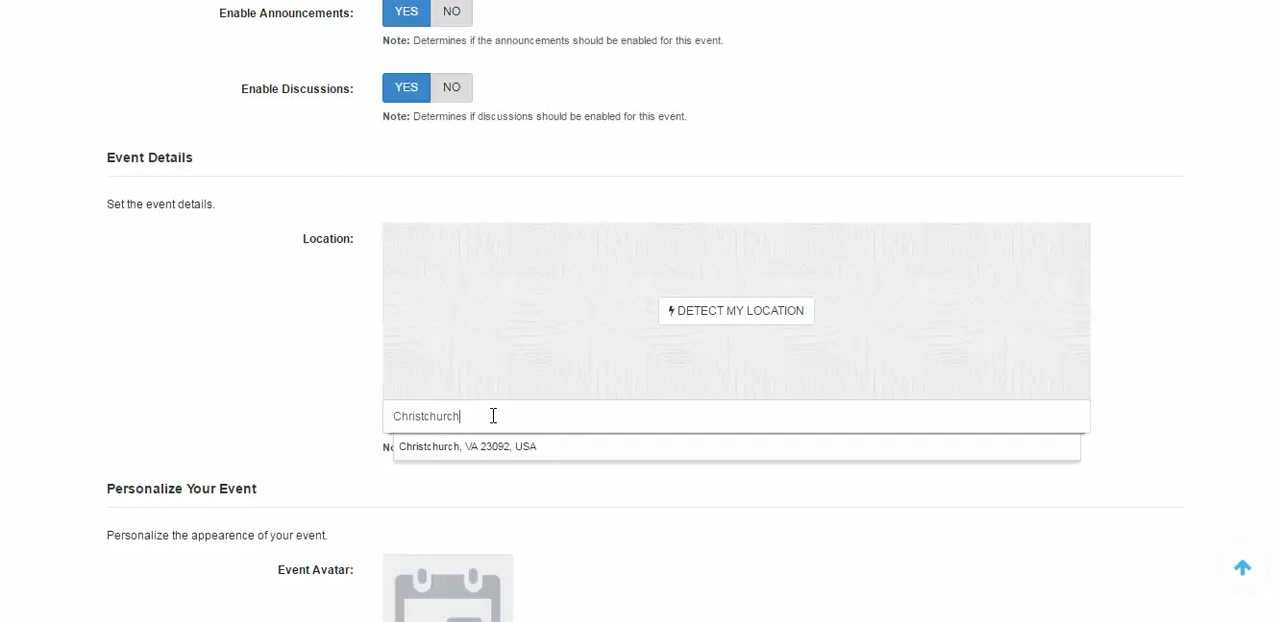 Enable Announcements:
YES NO
Note: Determines if the announcements should be enabled for this event.
Enable Discussions:
YES NO
Note: Determines if discussions should be enabled for this event.
Event Details
Set the event details.
Location:
DETECT MY LOCATION
Christchurch
Christchurch, VA 23092, USA
Personalize Your Event
Personalize the appearance of your event.
Event Avatar: